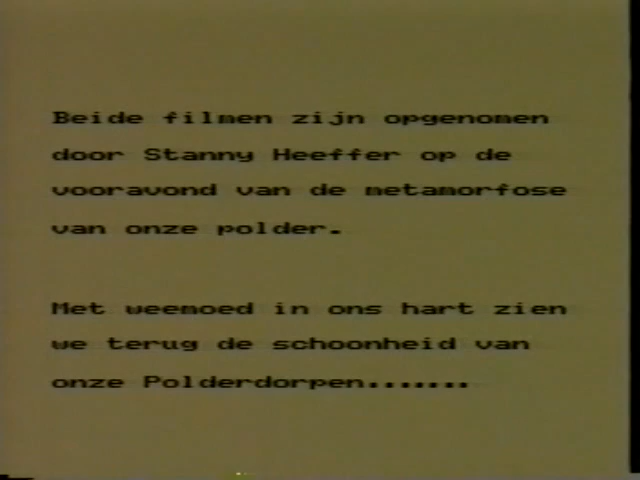 Beide filmen zijn opgenomen
door Stanny Heeffer op de
vooravond van de metamorfose
van onze polder.
Met weemoed in ons hart zien
we terug de schoonheid van
onze Polderdorpen.......